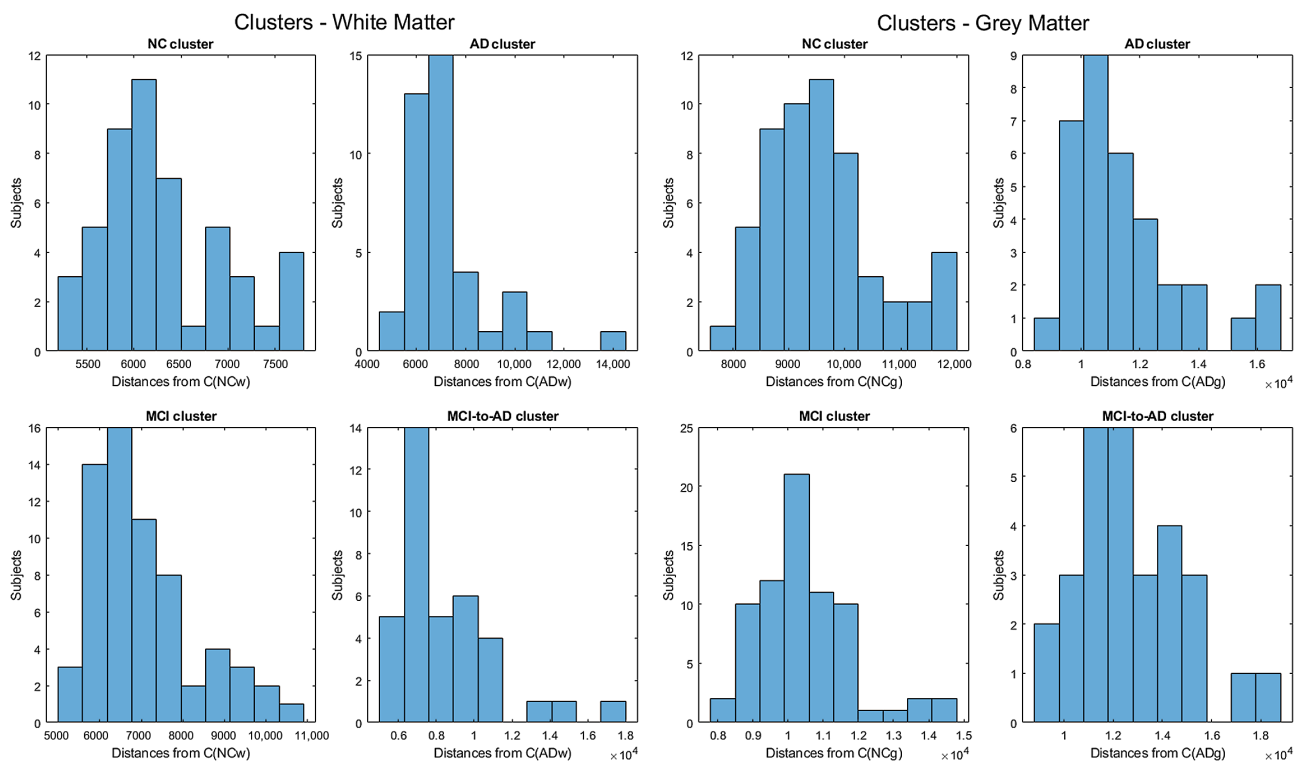 Clusters - White Matter
Clusters - Grey Matter
NC cluster
AD cluster
NC cluster
AD cluster
12
10
8
6
4
2
0
Subjects
5500 6000 6500 7000 7500
Distances from C(NCw)
15
10
5
0
Subjects
4000 6000 8000 10,000 12,000 14,000
Distances from C(ADw)
12
10
8
6
4
2
0
Subjects
8000 9000 10,000 11,000 12,000
Distances from C(NCg)
9
8
7
6
5
4
3
2
1
0
Subjects
0.8 1 1.2 1.4 1.6
×10⁴
Distances from C(ADg)
MCI cluster
MCI-to-AD cluster
MCI cluster
MCI-to-AD cluster
16
14
12
10
8
6
4
2
0
Subjects
5000 6000 7000 8000 9000 10,000 11,000
Distances from C(NCw)
14
12
10
8
6
4
2
0
Subjects
0.6 0.8 1 1.2 1.4 1.6 1.8
Distances from C(ADw)
×10⁴
25
20
15
10
5
0
Subjects
0.8 0.9 1 1.1 1.2 1.3 1.4 1.5
Distances from C(NCg)
×10⁴
6
5
4
3
2
1
0
Subjects
1 1.2 1.4 1.6 1.8
Distances from C(ADg)
×10⁴